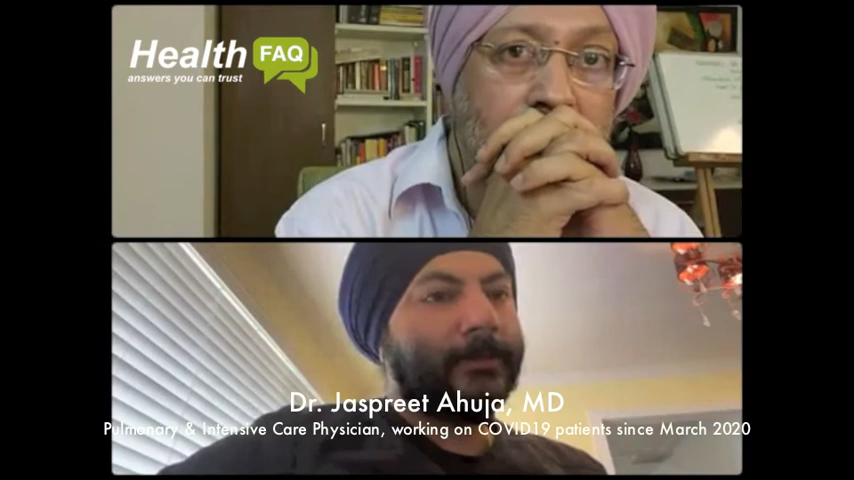 Health FAQ
answers you can trust
Dr. Jaspreet Ahuja, MD
Pulmonary & Intensive Care Physician, working on COVID19 patients since March 2020